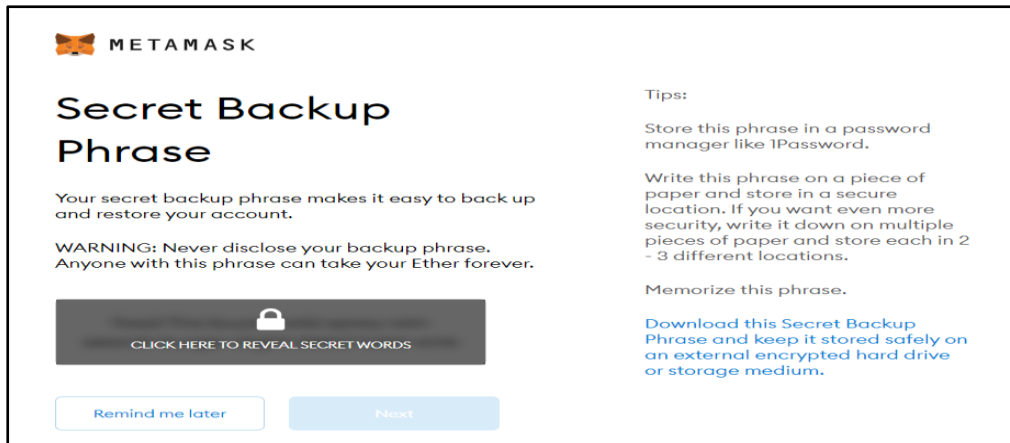 METAMASK
Secret Backup
Phrase
Your secret backup phrase makes it easy to back up
and restore your account.
WARNING: Never disclose your backup phrase.
Anyone with this phrase can take your Ether forever.
CLICK HERE TO REVEAL SECRET WORDS
Remind me later
Next
Tips:
Store this phrase in a password
manager like 1Password.
Write this phrase on a piece of
paper and store in a secure
location. If you want even more
security, write it down on multiple
pieces of paper and store each in 2
- 3 different locations.
Memorize this phrase.
Download this Secret Backup
Phrase and keep it stored safely on
an external encrypted hard drive
or storage medium.